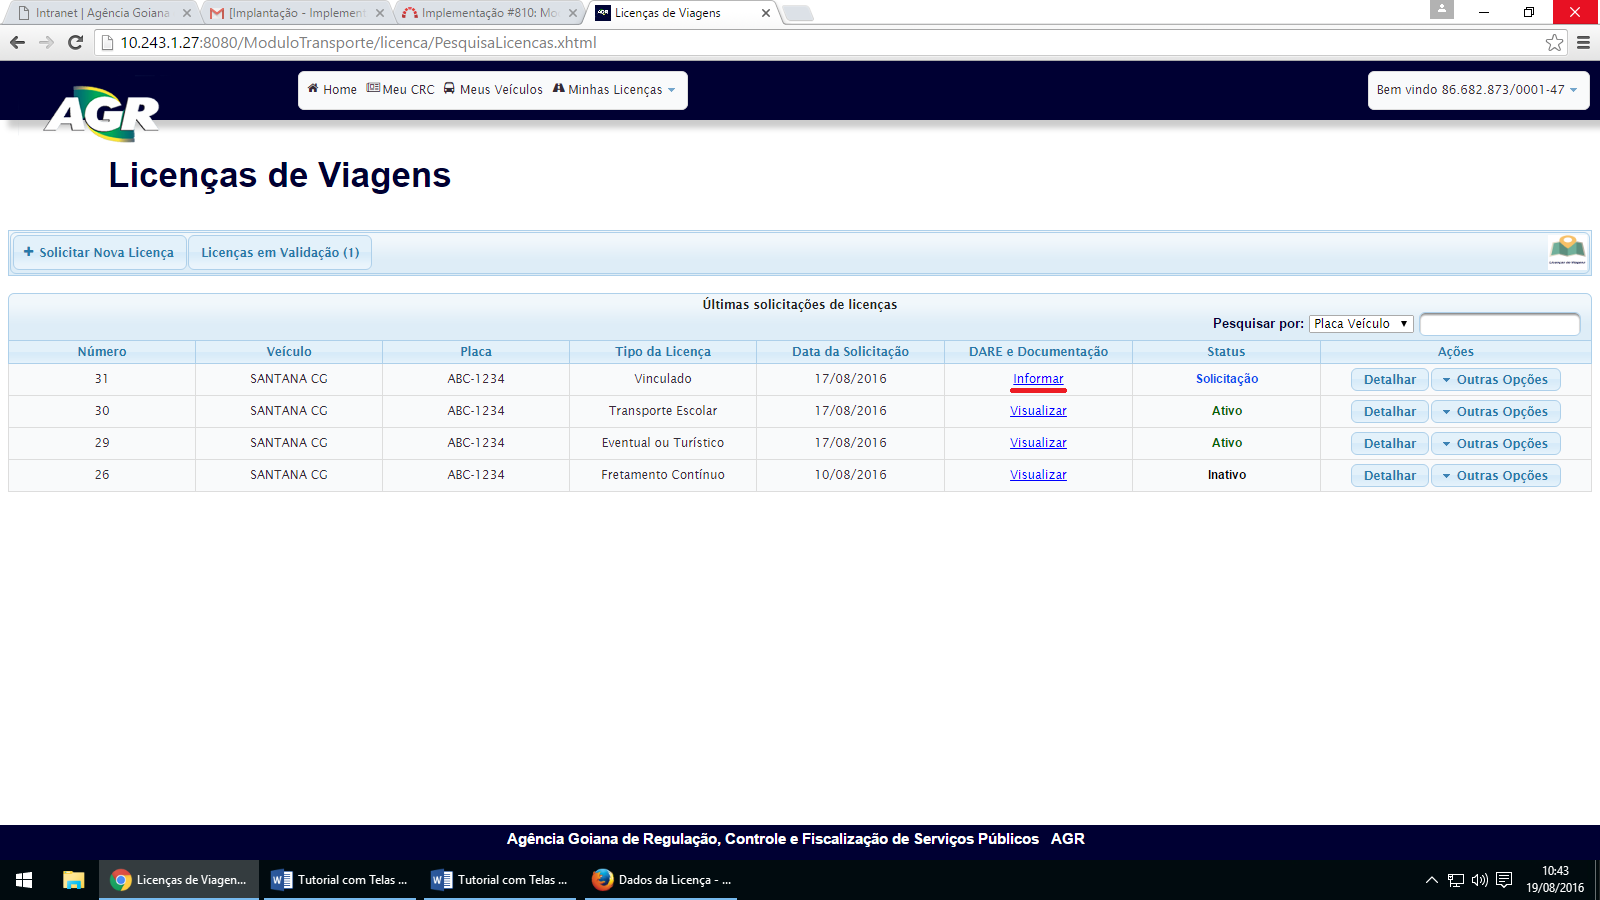 Intranet | Agência Goiana
[Implantação - Implement
Implementação #810: Mo
Licenças de Viagens
10.243.1.27:8080/ModuloTransporte/licenca/PesquisaLicencas.xhtml
AGR
Home
Meu CRC
Meus Veículos
Minhas Licenças
Bem vindo 86.682.873/0001-47
Licenças de Viagens
+ Solicitar Nova Licença
Licenças em Validação (1)
Últimas solicitações de licenças
Pesquisar por: Placa Veículo
Número Veículo Placa Tipo da Licença Data da Solicitação DARE e Documentação Status Ações
31 SANTANA CG ABC-1234 Vinculado 17/08/2016 Informar Solicitação Detalhar Outras Opções
30 SANTANA CG ABC-1234 Transporte Escolar 17/08/2016 Visualizar Ativo Detalhar Outras Opções
29 SANTANA CG ABC-1234 Eventual ou Turístico 17/08/2016 Visualizar Ativo Detalhar Outras Opções
26 SANTANA CG ABC-1234 Fretamento Contínuo 10/08/2016 Visualizar Inativo Detalhar Outras Opções
Agência Goiana de Regulação, Controle e Fiscalização de Serviços Públicos AGR
Licenças de Viagen...
Tutorial com Telas ...
Tutorial com Telas ...
Dados da Licença - ...
10:43
19/08/2016